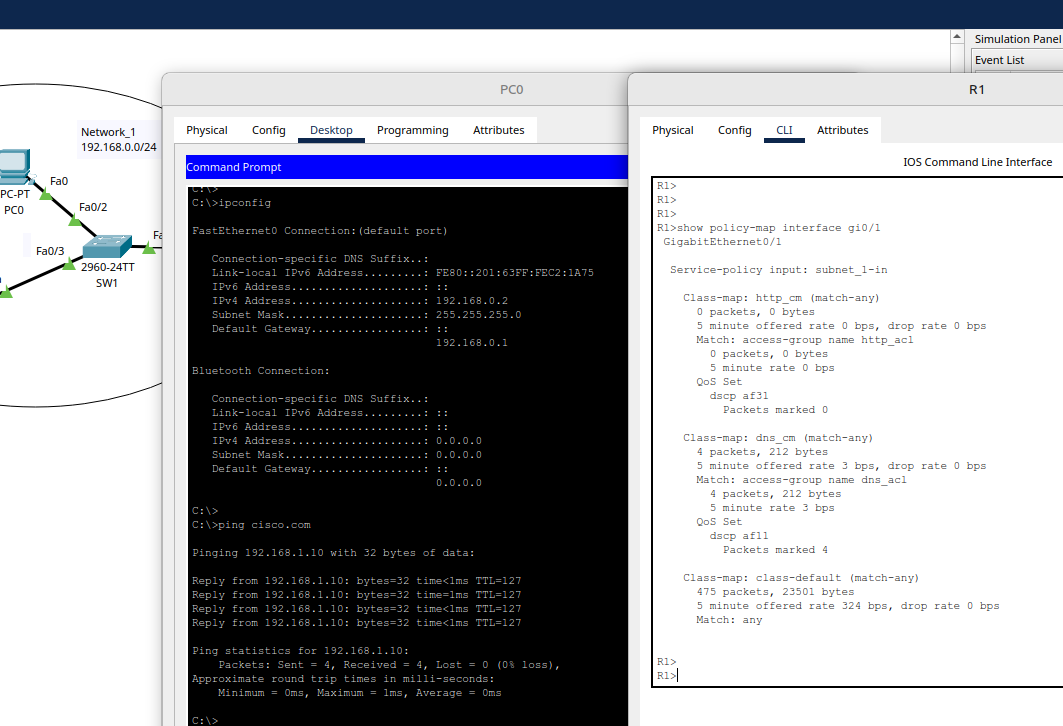 Simulation Panel
Event List
Network_1
192.168.0.0/24
PC-PT
PC0
Fa0
Fa0/2
Fa0/3
Fa
2960-24TT
SW1
PC0
Physical
Config
Desktop
Programming
Attributes
Command Prompt
C:\>
C:\>ipconfig
FastEthernet0 Connection:(default port)
Connection-specific DNS Suffix..:
Link-local IPv6 Address.........: FE80::201:63FF:FEC2:1A75
IPv6 Address....................: ::
IPv4 Address....................: 192.168.0.2
Subnet Mask.....................: 255.255.255.0
Default Gateway.................: ::
192.168.0.1
Bluetooth Connection:
Connection-specific DNS Suffix..:
Link-local IPv6 Address.........: ::
IPv6 Address....................: ::
IPv4 Address....................: 0.0.0.0
Subnet Mask.....................: 0.0.0.0
Default Gateway.................: ::
0.0.0.0
C:\>
C:\>ping cisco.com
Pinging 192.168.1.10 with 32 bytes of data:
Reply from 192.168.1.10: bytes=32 time<1ms TTL=127
Reply from 192.168.1.10: bytes=32 time=1ms TTL=127
Reply from 192.168.1.10: bytes=32 time<1ms TTL=127
Reply from 192.168.1.10: bytes=32 time<1ms TTL=127
Ping statistics for 192.168.1.10:
Packets: Sent = 4, Received = 4, Lost = 0 (0% loss),
Approximate round trip times in milli-seconds:
Minimum = 0ms, Maximum = 1ms, Average = 0ms
C:\>
R1
Physical
Config
CLI
Attributes
IOS Command Line Interface
R1>
R1>
R1>
R1>show policy-map interface gi0/1
GigabitEthernet0/1
Service-policy input: subnet_1-in
Class-map: http_cm (match-any)
0 packets, 0 bytes
5 minute offered rate 0 bps, drop rate 0 bps
Match: access-group name http_acl
0 packets, 0 bytes
5 minute rate 0 bps
QoS Set
dscp af31
Packets marked 0
Class-map: dns_cm (match-any)
4 packets, 212 bytes
5 minute offered rate 3 bps, drop rate 0 bps
Match: access-group name dns_acl
4 packets, 212 bytes
5 minute rate 3 bps
QoS Set
dscp af11
Packets marked 4
Class-map: class-default (match-any)
475 packets, 23501 bytes
5 minute offered rate 324 bps, drop rate 0 bps
Match: any
R1>
R1>